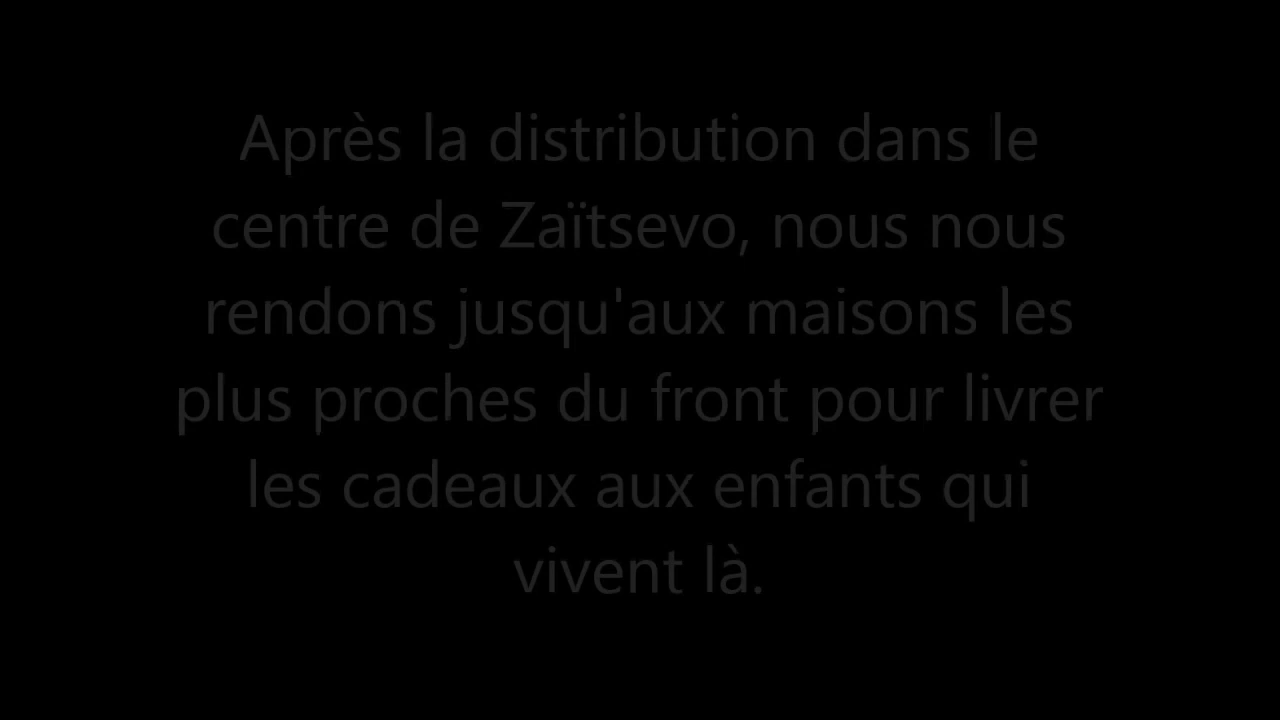 Après la distribution dans le
centre de Zaïtsevo, nous nous
rendons jusqu'aux maisons les
plus proches du front pour livrer
les cadeaux aux enfants qui
vivent là.